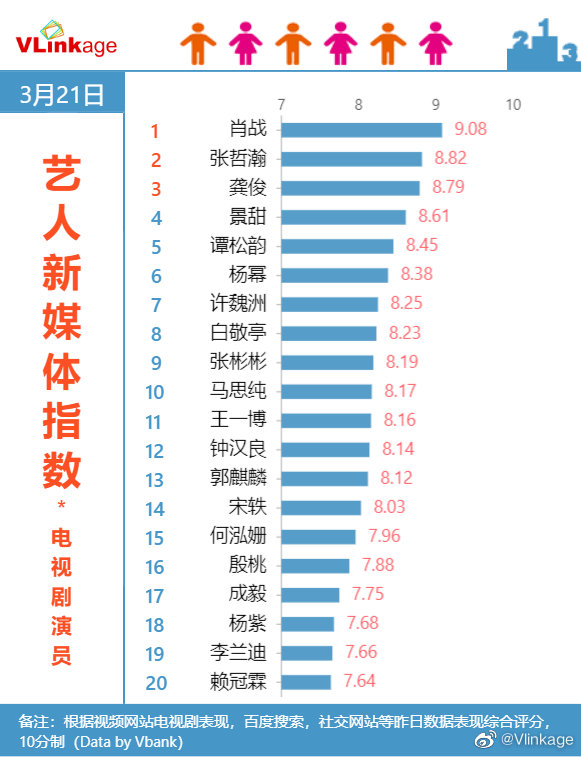 VLinkage
1
2
3
3月21日
艺人新媒体指数
*电视剧演员
7 8 9 10
1 肖战 9.08
2 张哲瀚 8.82
3 龚俊 8.79
4 景甜 8.61
5 谭松韵 8.45
6 杨幂 8.38
7 许魏洲 8.25
8 白敬亭 8.23
9 张彬彬 8.19
10 马思纯 8.17
11 王一博 8.16
12 钟汉良 8.14
13 郭麒麟 8.12
14 宋轶 8.03
15 何泓姗 7.96
16 殷桃 7.88
17 成毅 7.75
18 杨紫 7.68
19 李兰迪 7.66
20 赖冠霖 7.64
备注：根据视频网站电视剧表现，百度搜索，社交网站等昨日数据表现综合评分，
10分制（Data by Vbank）
@Vlinkage